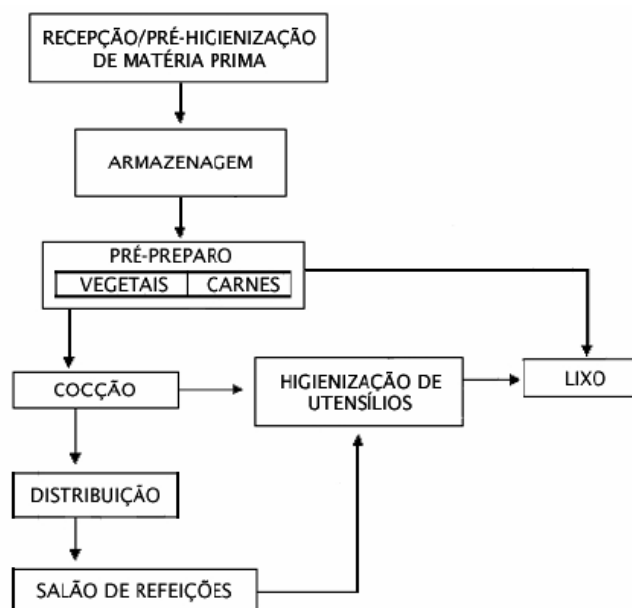 RECEPÇÃO/PRÉ-HIGIENIZAÇÃO
DE MATÉRIA PRIMA
ARMAZENAGEM
PRÉ-PREPARO
VEGETAIS CARNES
COCÇÃO
HIGIENIZAÇÃO DE
UTENSÍLIOS
LIXO
DISTRIBUIÇÃO
SALÃO DE REFEIÇÕES